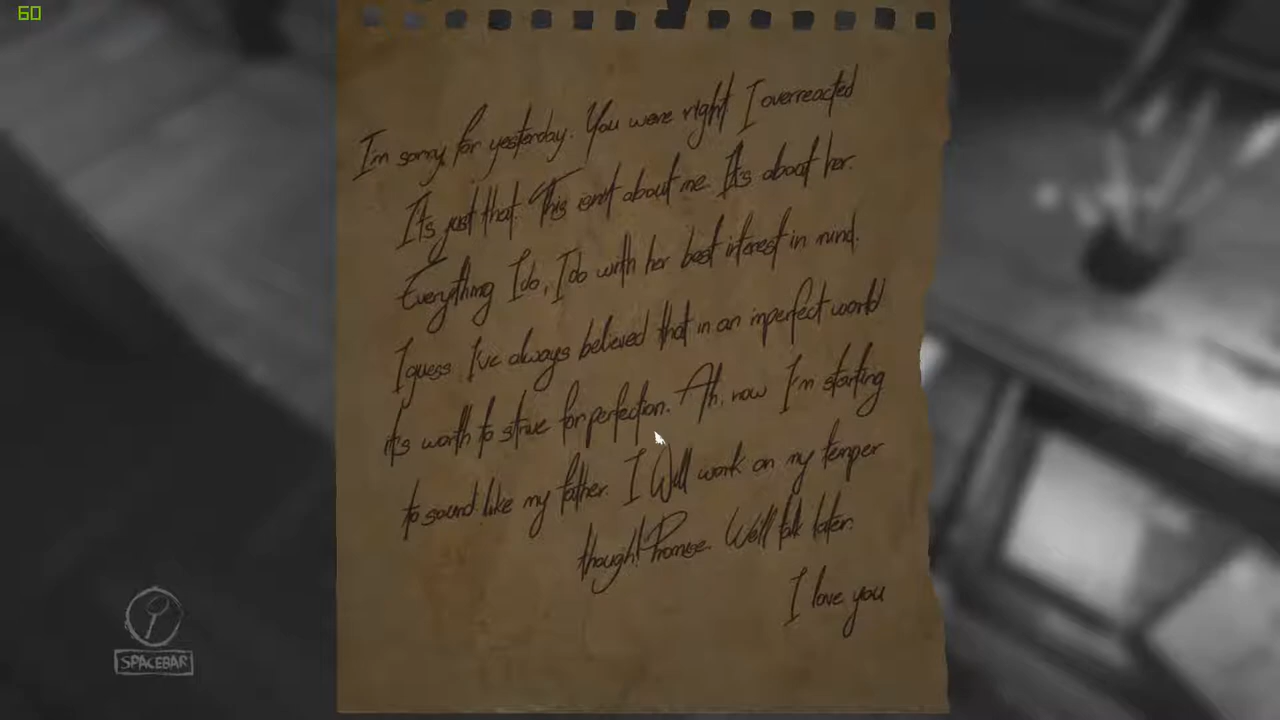 60
I'm sorry for yesterday. You were right I overreacted
It's just that. This isn't about me. It's about her.
Everything I do, I do with her best interest in mind.
I guess I've always believed that in an imperfect world
it's worth to strive for perfection. Ah, now I'm starting
to sound like my father. I Will work on my temper
though! Promise. We'll talk later.
I love you
SPACEBAR